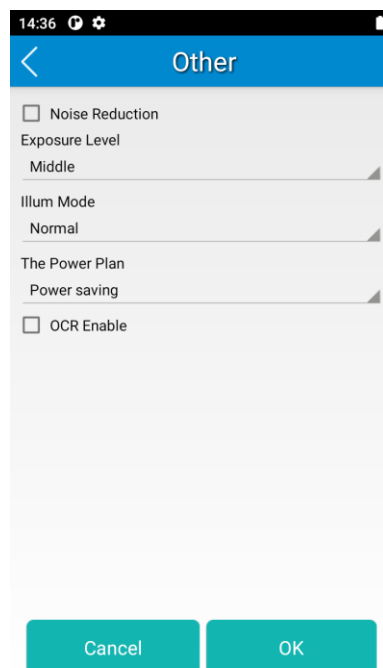 14:36
Other
Noise Reduction
Exposure Level
Middle
Illum Mode
Normal
The Power Plan
Power saving
OCR Enable
Cancel OK